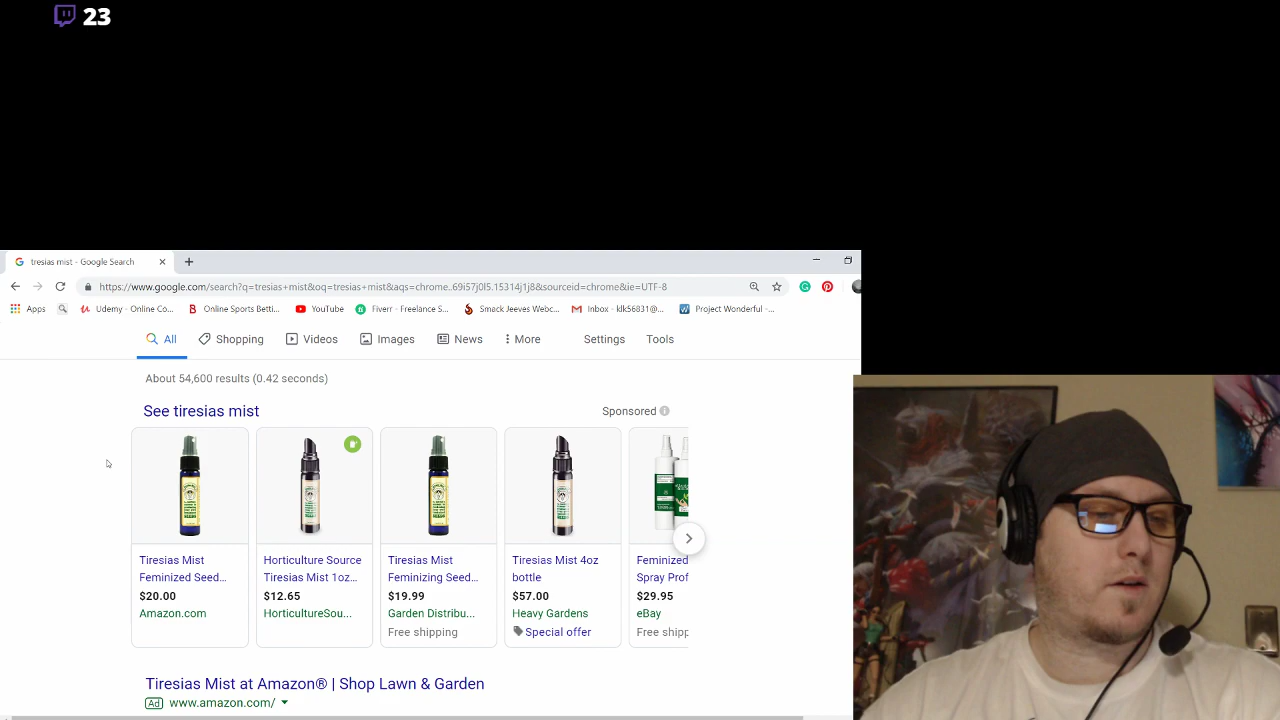 23
tresias mist - Google Search
https://www.google.com/search?q=tresias+mist&oq=tresias+mist&aqs=chrome..69i57j0l5.15314j1j8&sourceid=chrome&ie=UTF-8
Apps Udemy - Online Co... Online Sports Betti... YouTube Fiverr - Freelance S... Smack Jeeves Webc... Inbox - klk56831@... Project Wonderful -...
All Shopping Videos Images News More Settings Tools
About 54,600 results (0.42 seconds)
See tiresias mist Sponsored
Tiresias Mist
Feminized Seed...
$20.00
Amazon.com
Horticulture Source
Tiresias Mist 1oz...
$12.65
HorticultureSou...
Tiresias Mist
Feminizing Seed...
$19.99
Garden Distribu...
Free shipping
Tiresias Mist 4oz
bottle
$57.00
Heavy Gardens
Special offer
Feminized
Spray Prof
$29.95
eBay
Free shipp
Tiresias Mist at Amazon® | Shop Lawn & Garden
Ad www.amazon.com/